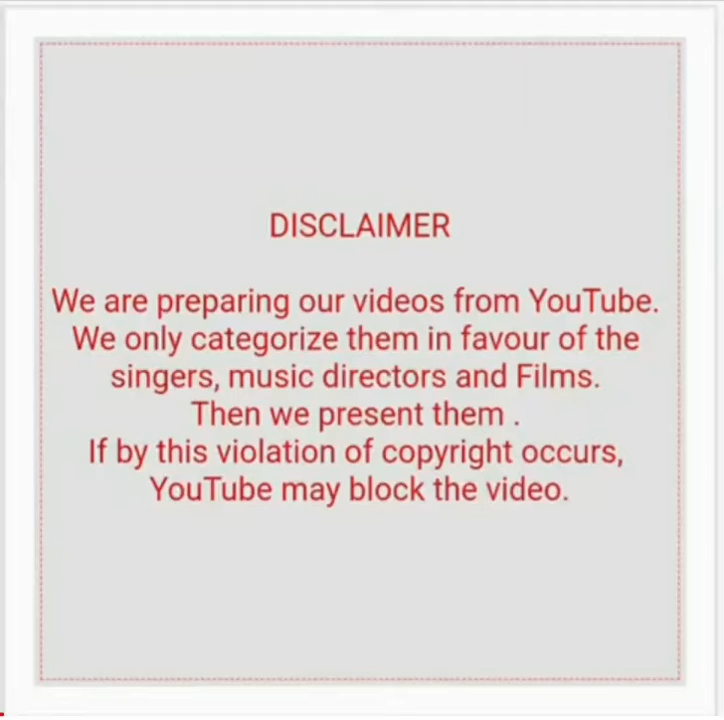 DISCLAIMER
We are preparing our videos from YouTube.
We only categorize them in favour of the
singers, music directors and Films.
Then we present them .
If by this violation of copyright occurs,
YouTube may block the video.